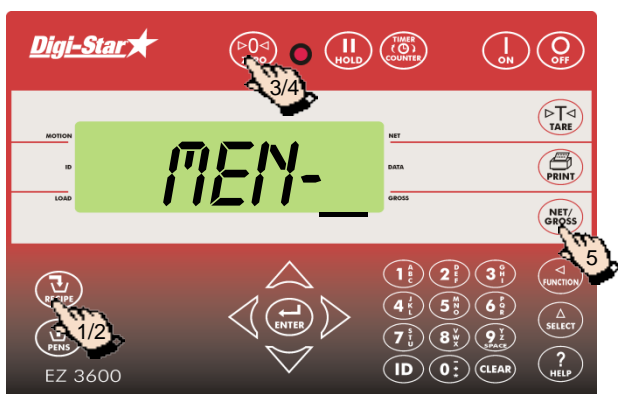 Digi-Star
ZERO
HOLD
TIMER
COUNTER
ON
OFF
3/4
TARE
MOTION
NET
MEN-_
ID
DATA
PRINT
LOAD
GROSS
NET/
GROSS
5
RECIPE
1 A B C
2 D E F
3 G H I
FUNCTION
ENTER
4 J K L
5 M N O
6 P Q R
SELECT
1/2
PENS
7 S T U
8 V W X
9 Y Z SPACE
EZ 3600
ID
0 - . +
CLEAR
?
HELP